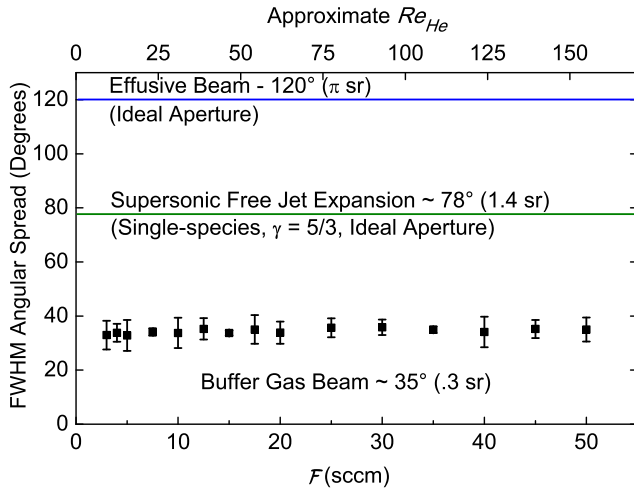 Approximate Re_He
0 25 50 75 100 125 150
FWHM Angular Spread (Degrees)
120
100
80
60
40
20
0
Effusive Beam - 120° (π sr)
(Ideal Aperture)
Supersonic Free Jet Expansion ~ 78° (1.4 sr)
(Single-species, γ = 5/3, Ideal Aperture)
Buffer Gas Beam ~ 35° (.3 sr)
0 10 20 30 40 50
F (sccm)